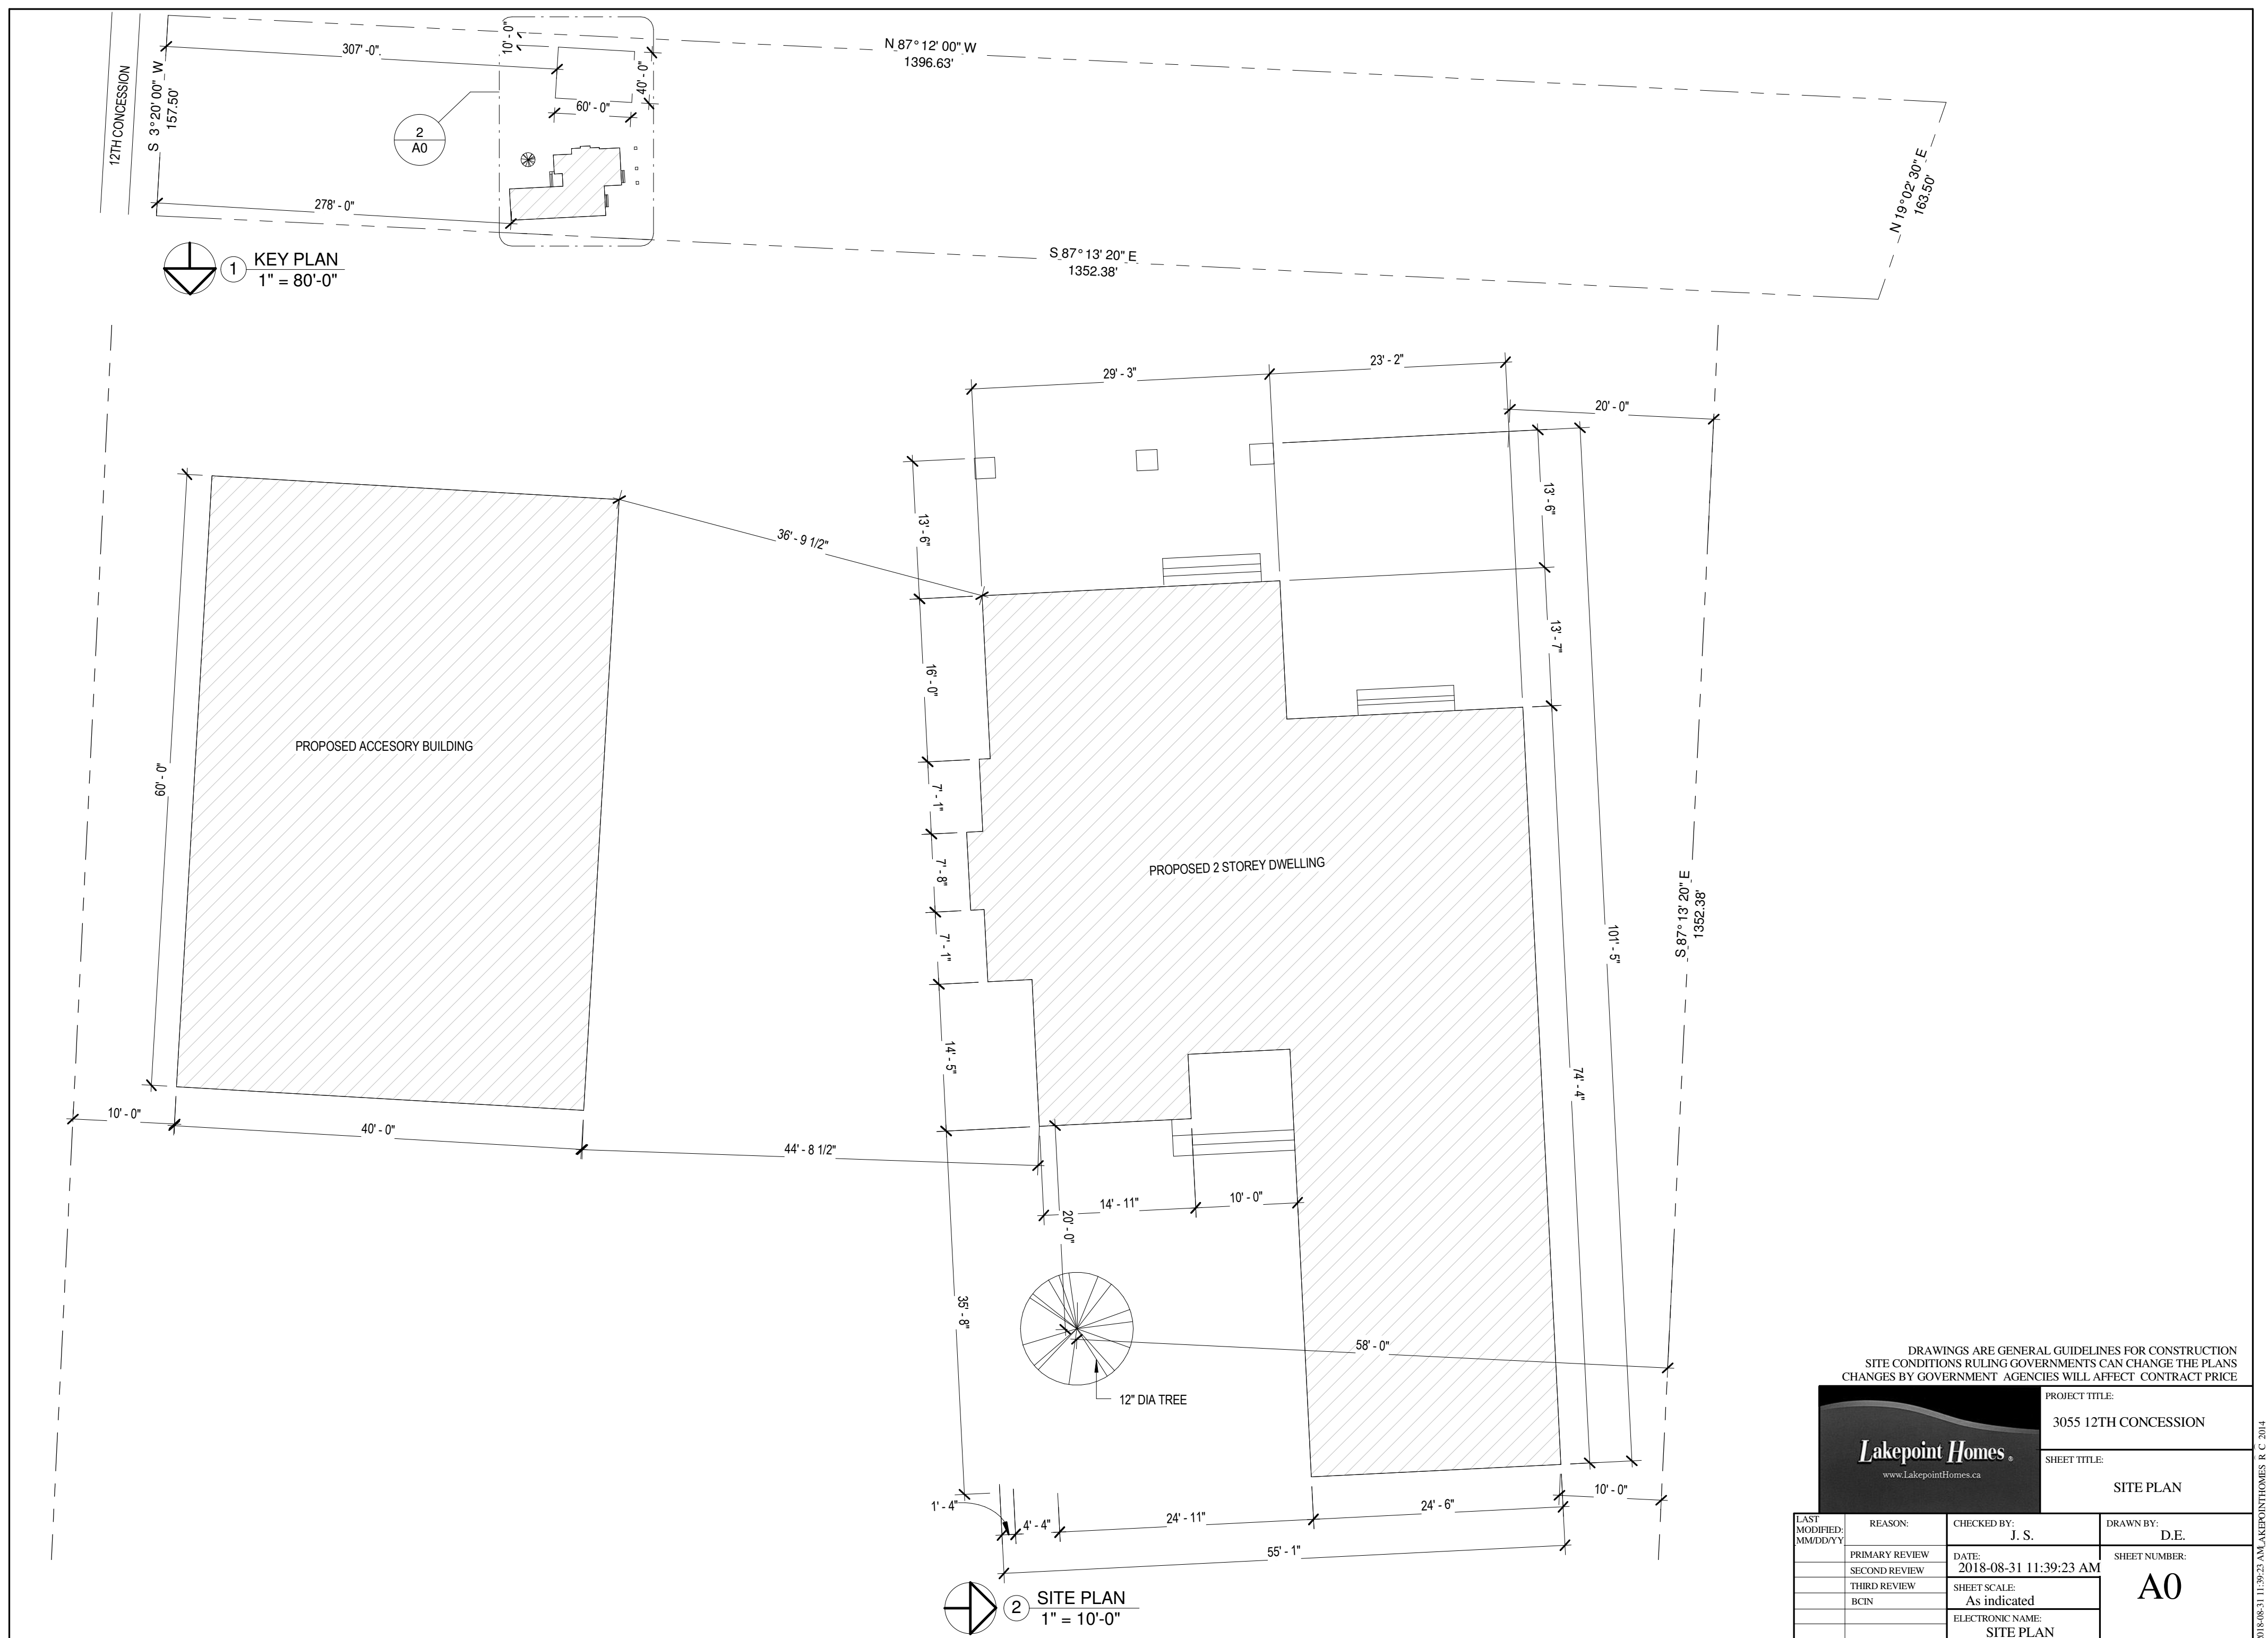 12TH CONCESSION
S 3° 20' 00" W
157.50'
307' -0"
10' - 0"
40' - 0"
60' - 0"
2
A0
278' - 0"
N 87° 12' 00" W
1396.63'
N 19° 02' 30" E
163.50'
S 87° 13' 20" E
1352.38'
1
KEY PLAN
1" = 80'-0"
29' - 3"
23' - 2"
20' - 0"
13' - 6"
13' - 6"
36' - 9 1/2"
13' - 7"
16' - 0"
PROPOSED ACCESORY BUILDING
60' - 0"
7' - 1"
7' - 8"
PROPOSED 2 STOREY DWELLING
7' - 1"
S 87° 13' 20" E
1352.38'
101' - 5"
14' - 5"
74' - 4"
10' - 0"
40' - 0"
44' - 8 1/2"
14' - 11"
10' - 0"
20' - 0"
35' - 8"
58' - 0"
12" DIA TREE
1' - 4"
4' - 4"
24' - 11"
24' - 6"
10' - 0"
55' - 1"
2
SITE PLAN
1" = 10'-0"
DRAWINGS ARE GENERAL GUIDELINES FOR CONSTRUCTION
SITE CONDITIONS RULING GOVERNMENTS CAN CHANGE THE PLANS
CHANGES BY GOVERNMENT AGENCIES WILL AFFECT CONTRACT PRICE
Lakepoint Homes ®
www.LakepointHomes.ca
PROJECT TITLE:
3055 12TH CONCESSION
SHEET TITLE:
SITE PLAN
LAST
MODIFIED:
MM/DD/YY
REASON:
PRIMARY REVIEW
SECOND REVIEW
THIRD REVIEW
BCIN
CHECKED BY:
J. S.
DRAWN BY:
D.E.
DATE:
2018-08-31 11:39:23 AM
SHEET SCALE:
As indicated
ELECTRONIC NAME:
SITE PLAN
SHEET NUMBER:
A0
2018-08-31 11:39:23 AM LAKEPOINTHOMES R C 2014